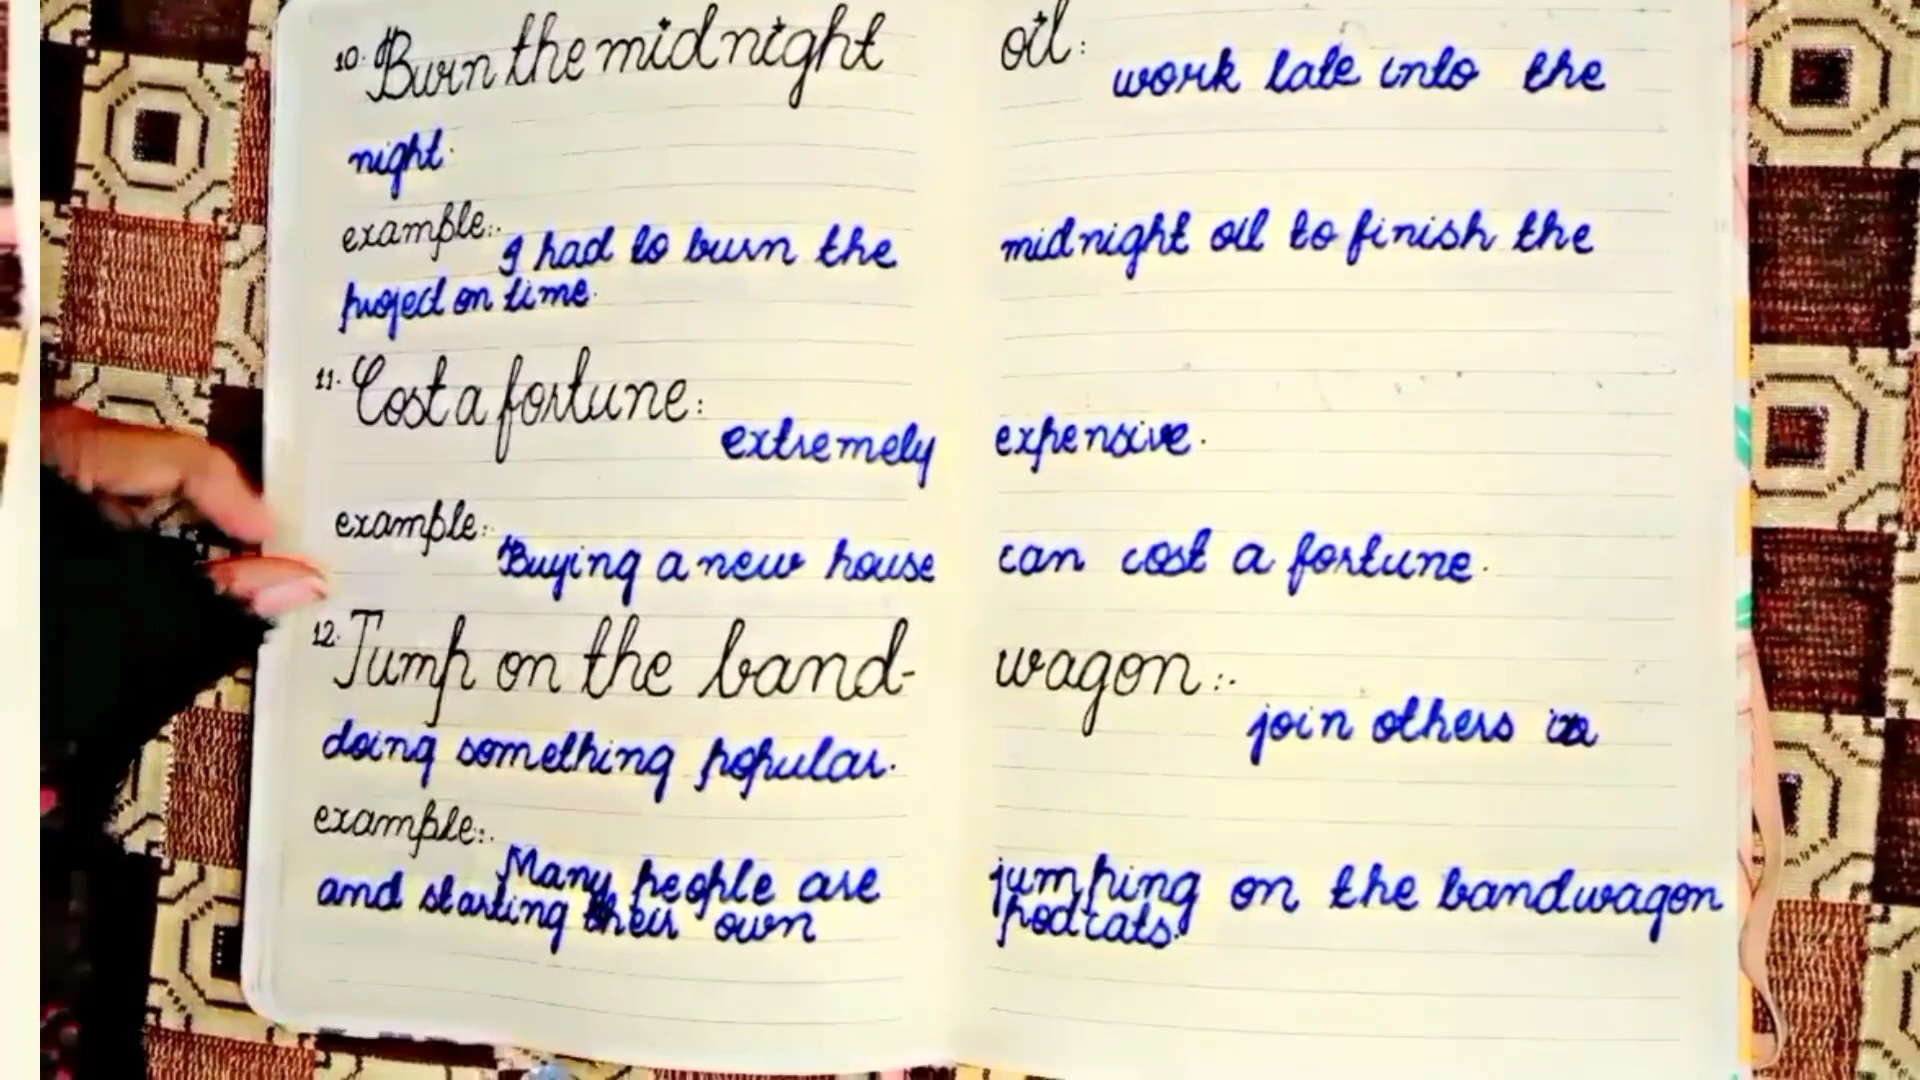 10. Burn the midnight oil: work late into the
night.
example:. I had to burn the midnight oil to finish the
project on time.
11. Cost a fortune: extremely expensive.
example:. Buying a new house can cost a fortune.
12. Jump on the band- wagon:. join others
doing something popular.
example:. Many people are jumping on the bandwagon
and starting their own podcats.